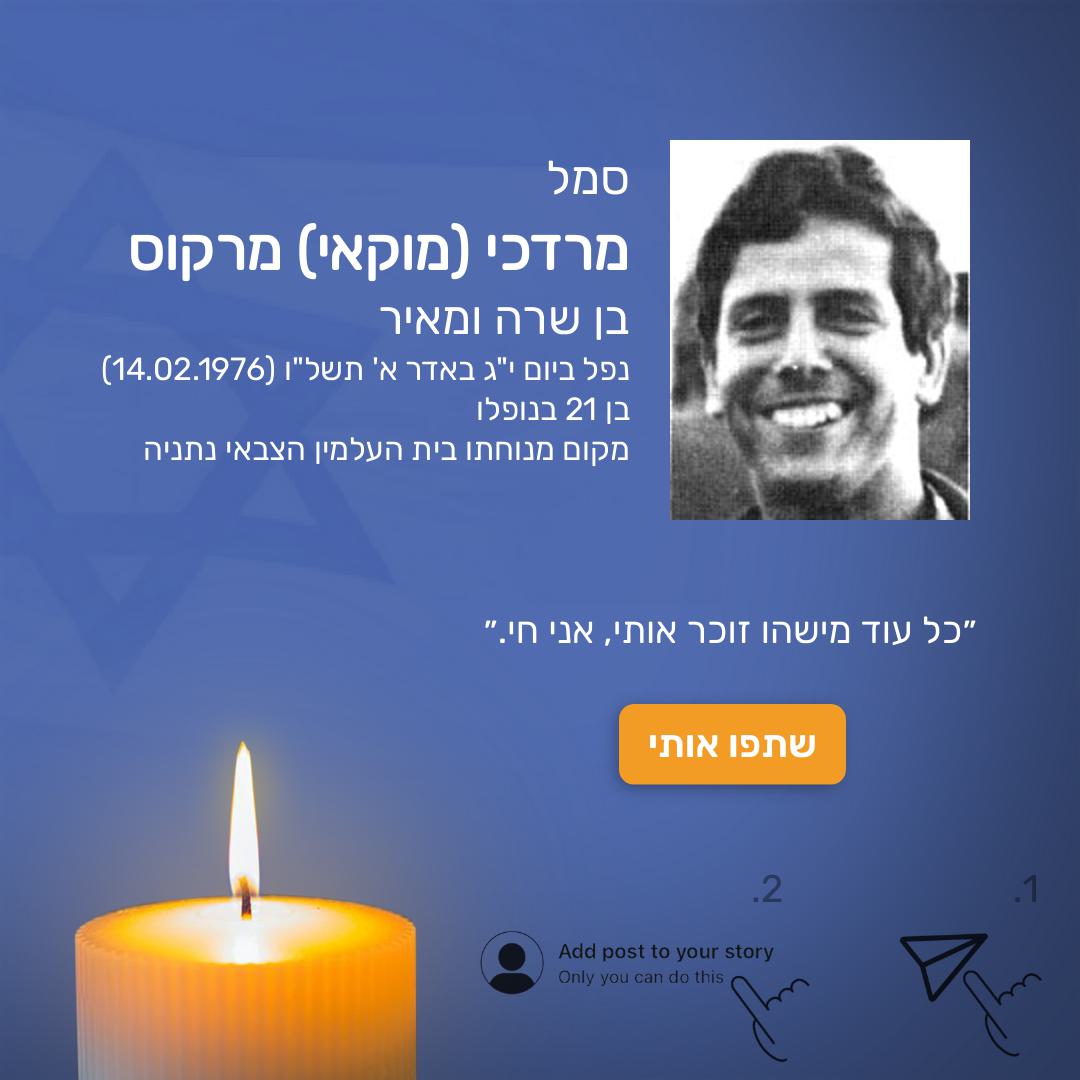 סמל
מרדכי (מוקאי) מרקוס
בן שרה ומאיר
נפל ביום י"ג באדר א' תשל"ו (14.02.1976)
בן 21 בנופלו
מקום מנוחתו בית העלמין הצבאי נתניה
״כל עוד מישהו זוכר אותי, אני חי.״
שתפו אותי
.1
.2
Add post to your story
Only you can do this